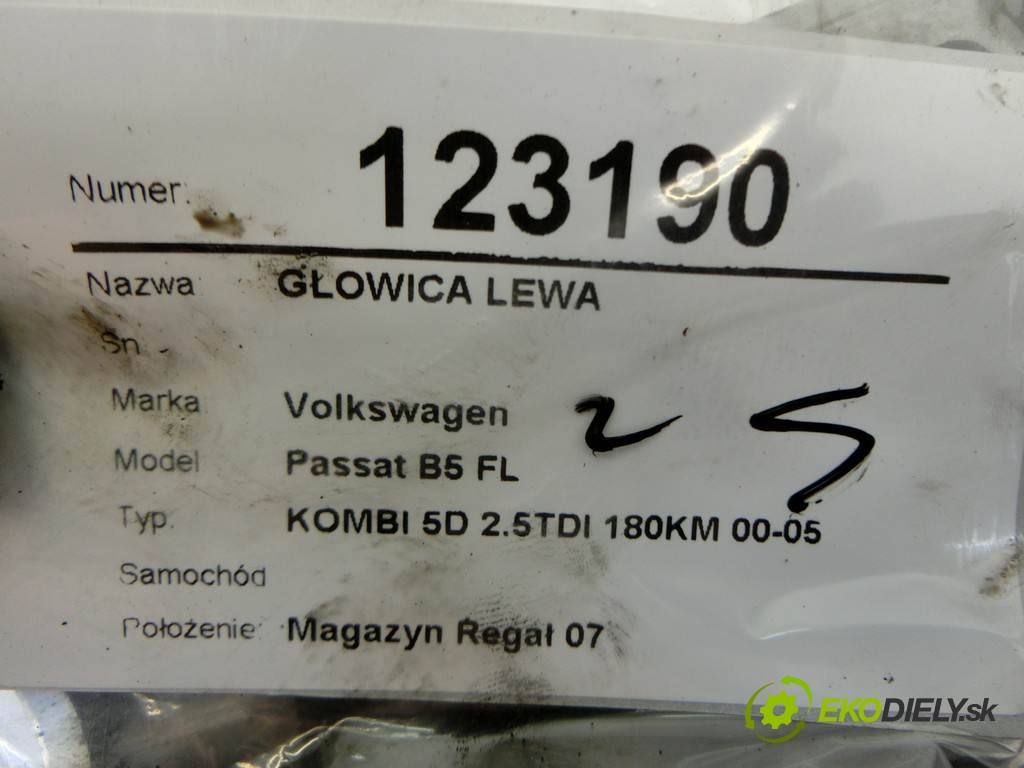 Numer: 123190
Nazwa: GŁOWICA LEWA
Sn
Marka Volkswagen
Model Passat B5 FL
Typ: KOMBI 5D 2.5TDI 180KM 00-05
Samochód
Położenie: Magazyn Regał 07
2 5
EKODIELY.sk